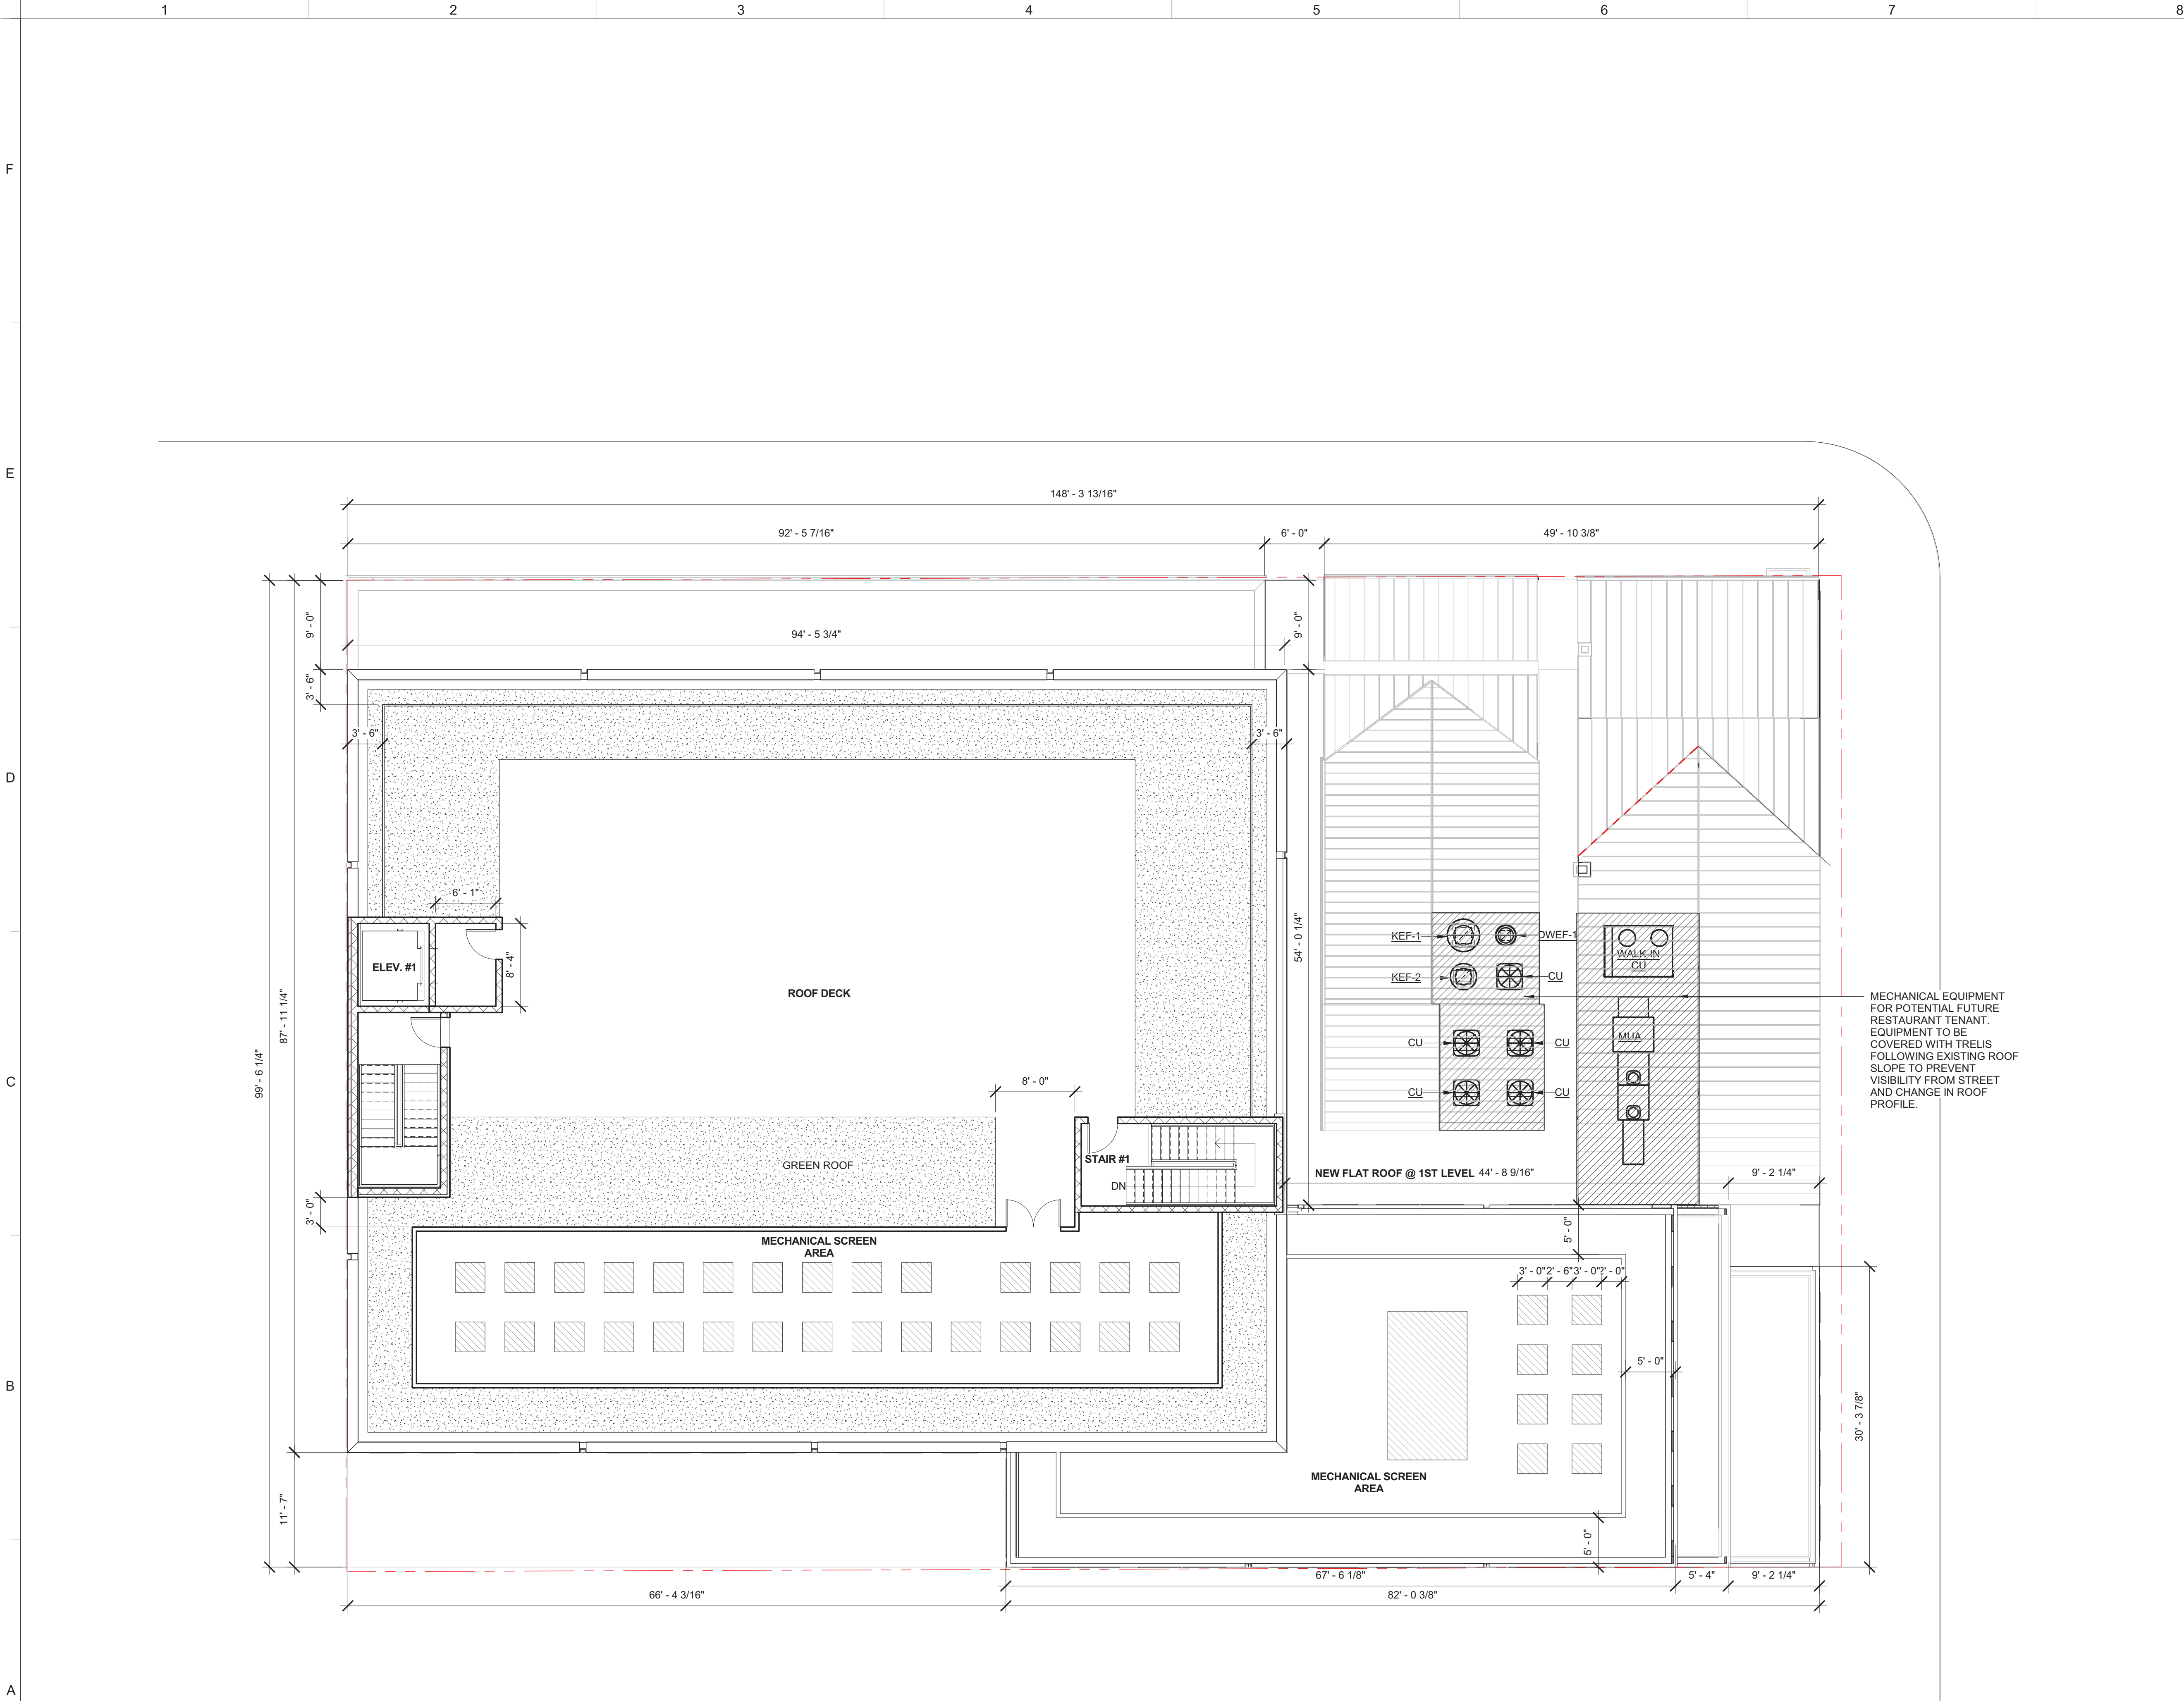 1
2
3
4
5
6
7
8
F
E
D
C
B
A
148' - 3 13/16"
92' - 5 7/16"
6' - 0"
49' - 10 3/8"
9' - 0"
9' - 0"
94' - 5 3/4"
3' - 6"
3' - 6"
3' - 6"
6' - 1"
54' - 0 1/4"
KEF-1
DWEF-1
WALK-IN
CU
ELEV. #1
8' - 4"
KEF-2
CU
ROOF DECK
87' - 11 1/4"
99' - 6 1/4"
MECHANICAL EQUIPMENT
FOR POTENTIAL FUTURE
RESTAURANT TENANT.
EQUIPMENT TO BE
COVERED WITH TRELIS
FOLLOWING EXISTING ROOF
SLOPE TO PREVENT
VISIBILITY FROM STREET
AND CHANGE IN ROOF
PROFILE.
MUA
CU
CU
8' - 0"
CU
CU
STAIR #1
GREEN ROOF
NEW FLAT ROOF @ 1ST LEVEL
44' - 8 9/16"
9' - 2 1/4"
DN
3' - 0"
5' - 0"
MECHANICAL SCREEN
AREA
3' - 0"
2' - 6"
3' - 0"
2' - 0"
5' - 0"
30' - 3 7/8"
MECHANICAL SCREEN
AREA
11' - 7"
5' - 0"
67' - 6 1/8"
5' - 4"
9' - 2 1/4"
66' - 4 3/16"
82' - 0 3/8"